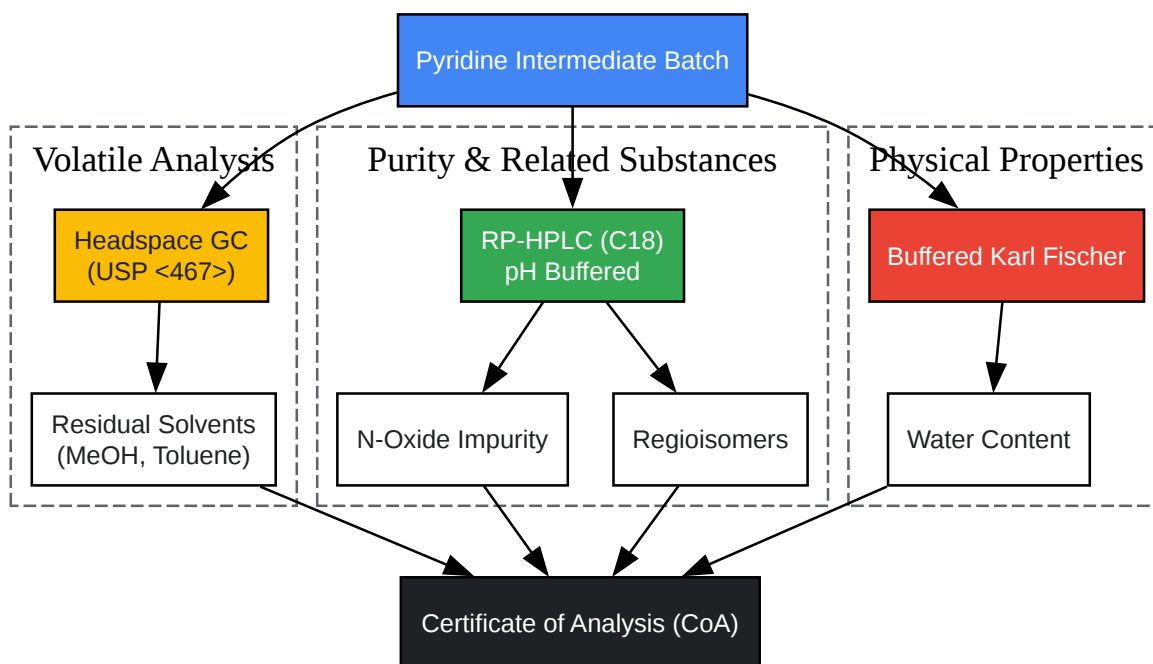 Pyridine Intermediate Batch
Volatile Analysis
Purity & Related Substances
Physical Properties
Headspace GC
(USP <467>)
RP-HPLC (C18)
pH Buffered
Buffered Karl Fischer
Residual Solvents
(MeOH, Toluene)
N-Oxide Impurity
Regioisomers
Water Content
Certificate of Analysis (CoA)